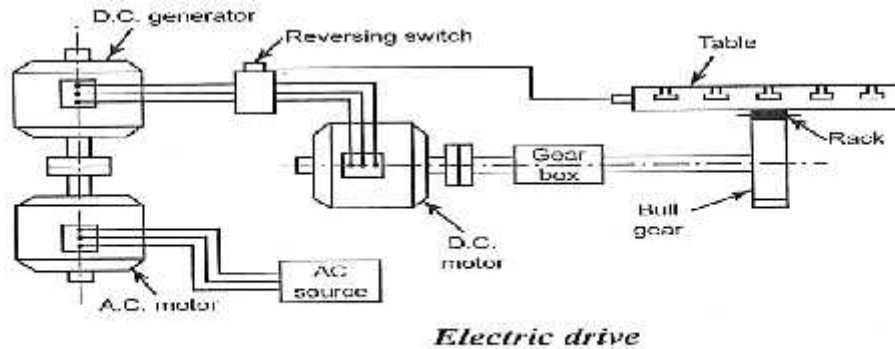 D.C. generator
Reversing switch
Table
Rack
Gear
box
Bull
gear
D.C.
motor
AC
source
A.C. motor
Electric drive